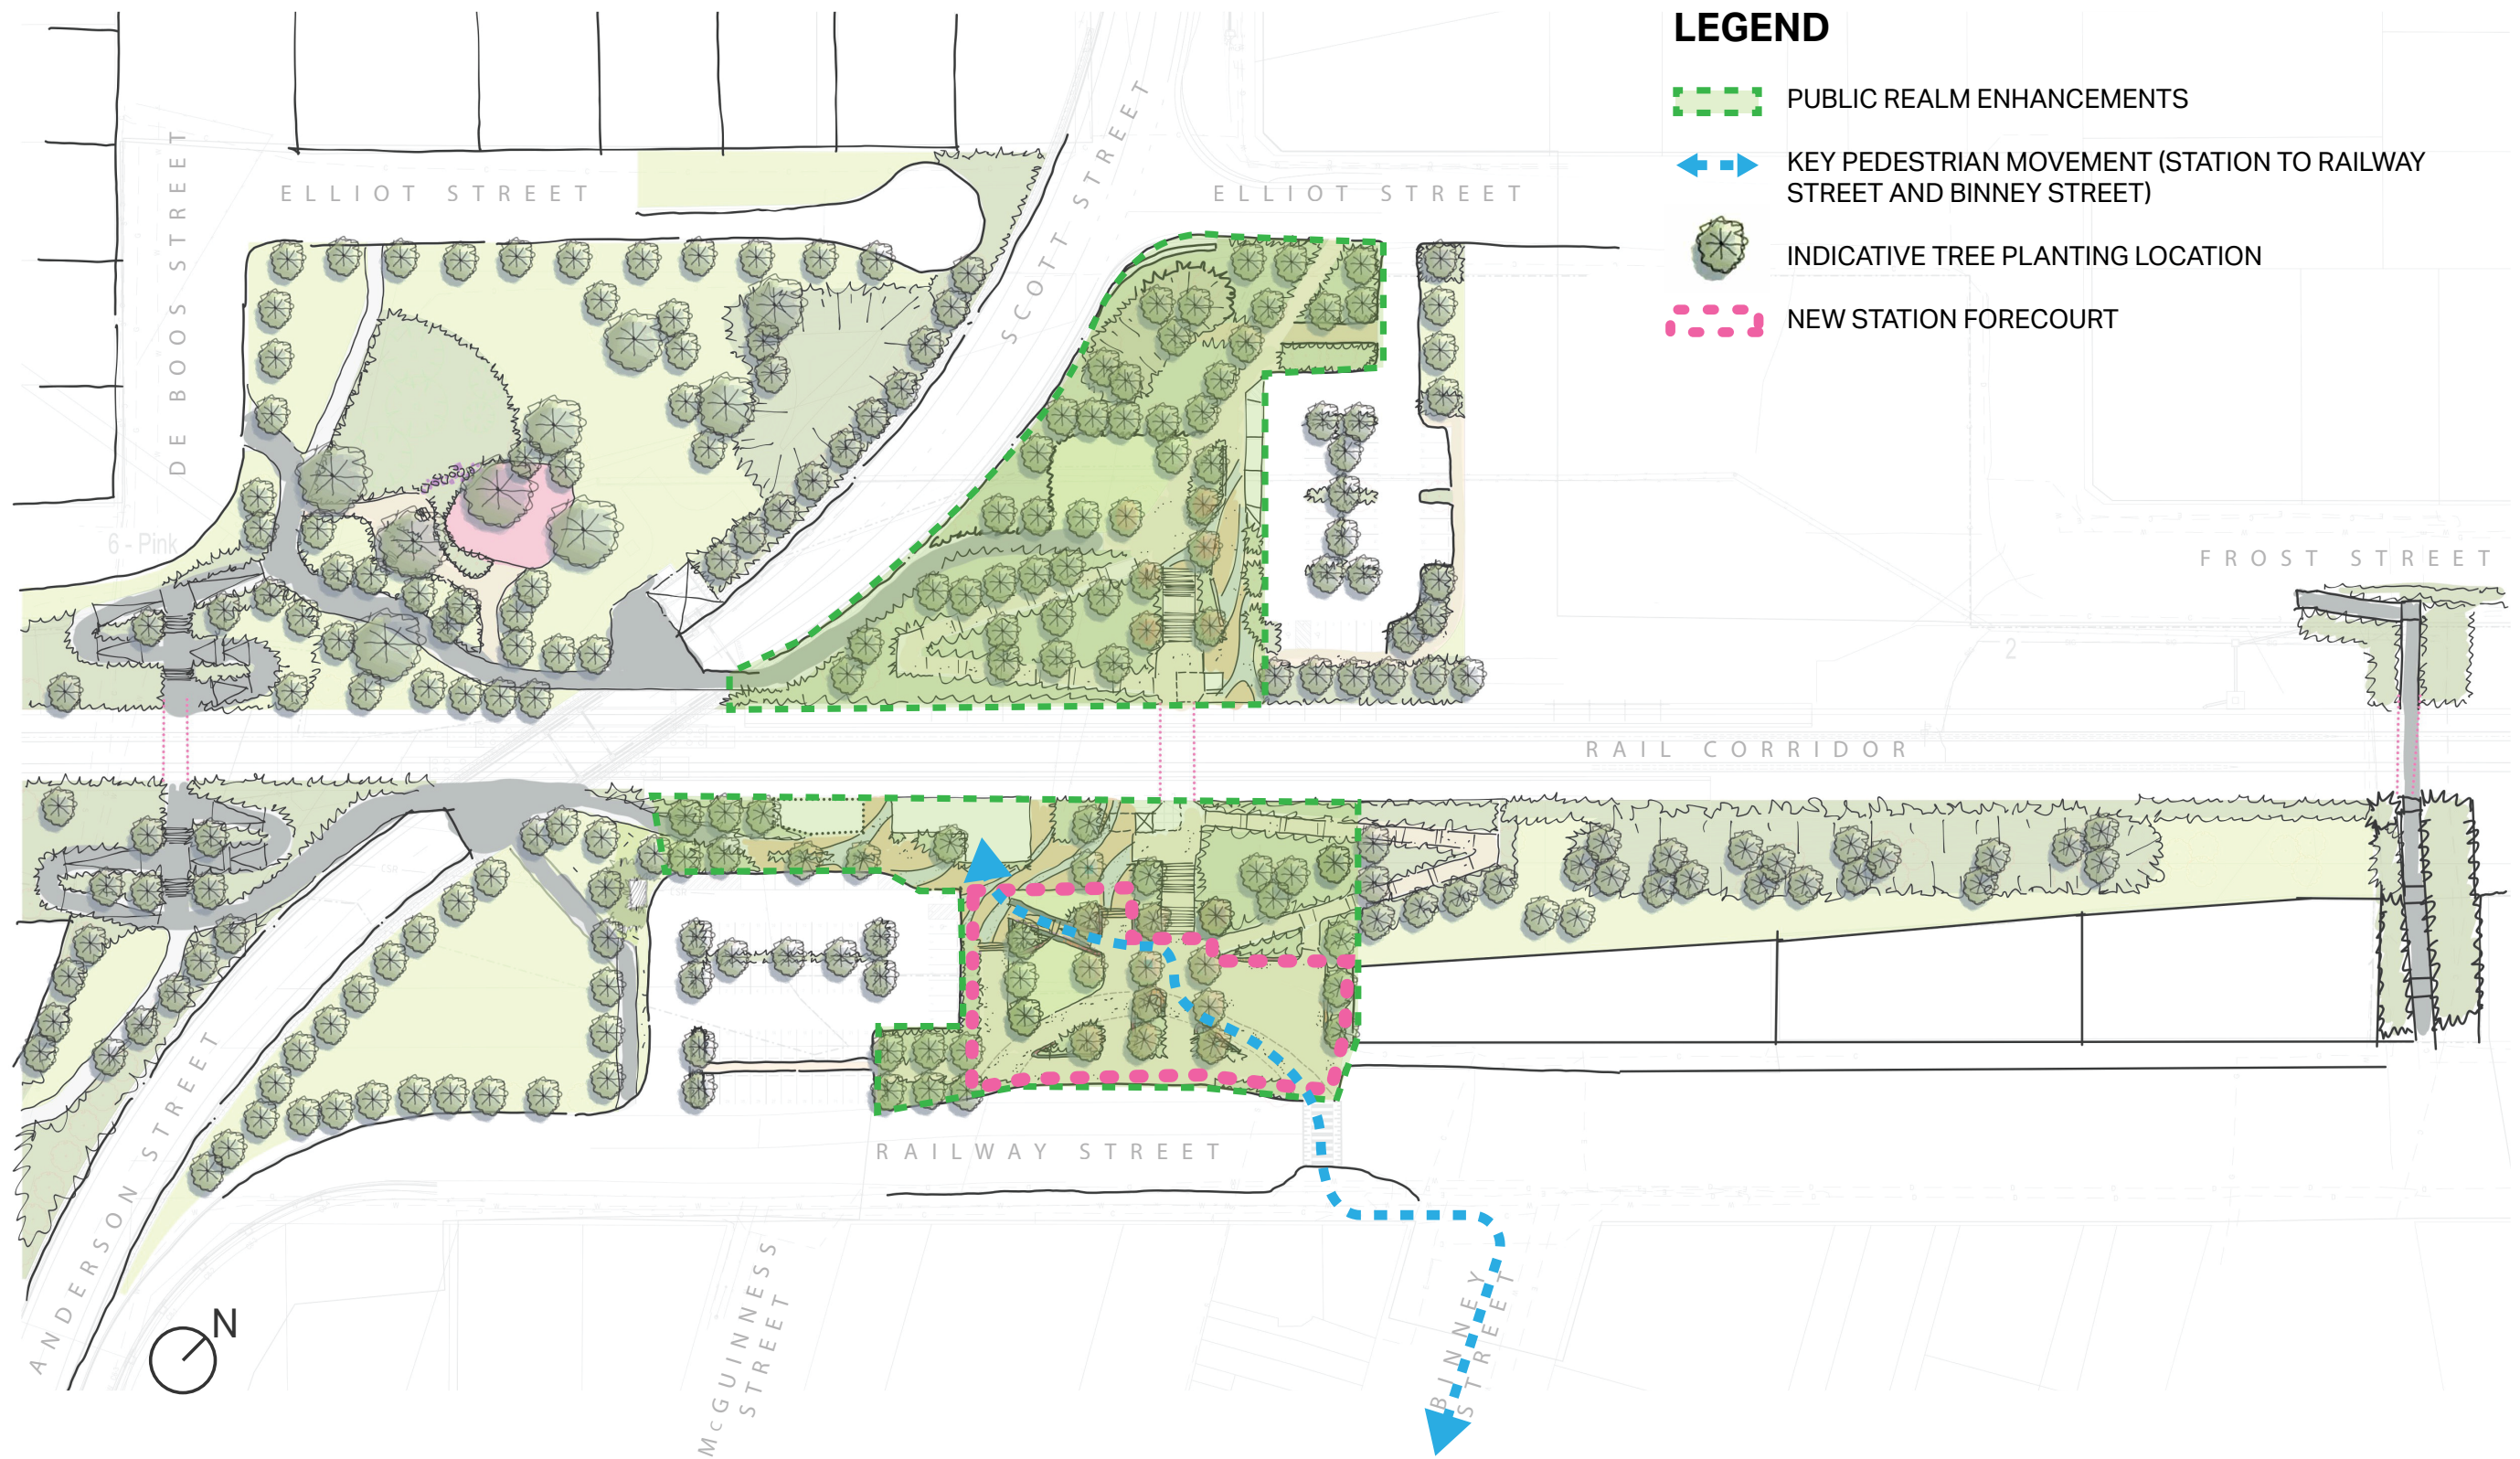 LEGEND
PUBLIC REALM ENHANCEMENTS
KEY PEDESTRIAN MOVEMENT (STATION TO RAILWAY
STREET AND BINNEY STREET)
INDICATIVE TREE PLANTING LOCATION
NEW STATION FORECOURT
ELLIOT STREET
DE BOOS STREET
SCOTT STREET
ELLIOT STREET
6 - Pink
FROST STREET
2
RAIL CORRIDOR
RAILWAY STREET
ANDERSON STREET
McGUINNESS
STREET
BINNEY
STREET
N